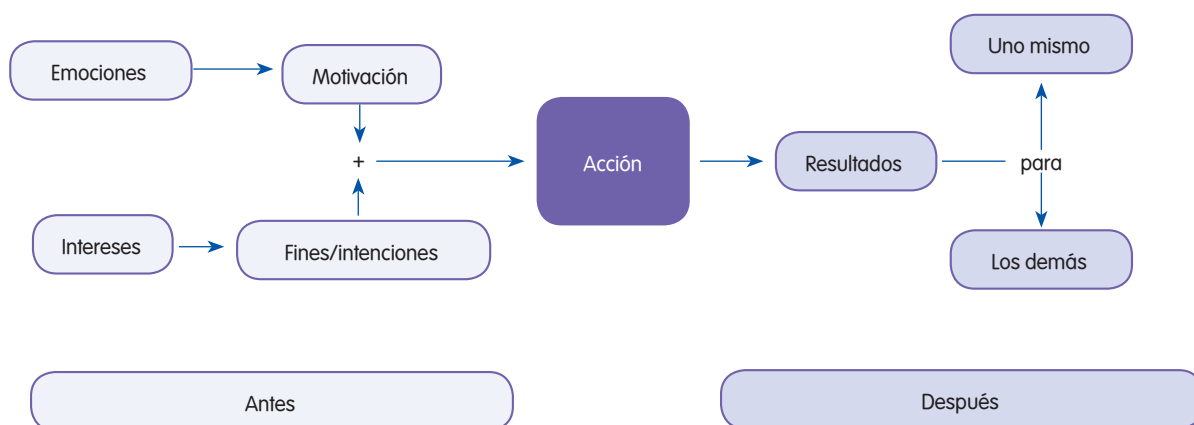 Emociones
Motivación
Uno mismo
+
Acción
Resultados
para
Intereses
Fines/intenciones
Los demás
Antes
Después